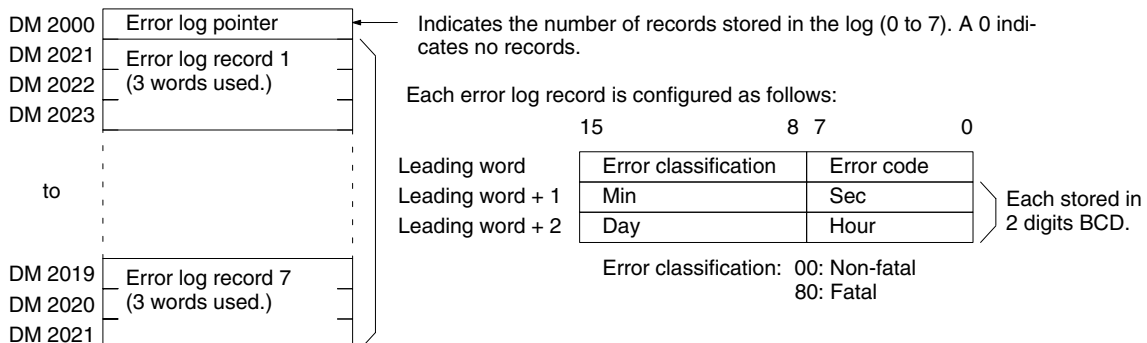 DM 2000 Error log pointer
Indicates the number of records stored in the log (0 to 7). A 0 indi-
cates no records.
DM 2021 Error log record 1
DM 2022 (3 words used.)
DM 2023
to
DM 2019 Error log record 7
DM 2020 (3 words used.)
DM 2021
Each error log record is configured as follows:
15 8 7 0
Leading word Error classification Error code
Leading word + 1 Min Sec
Leading word + 2 Day Hour
Each stored in
2 digits BCD.
Error classification: 00: Non-fatal
80: Fatal